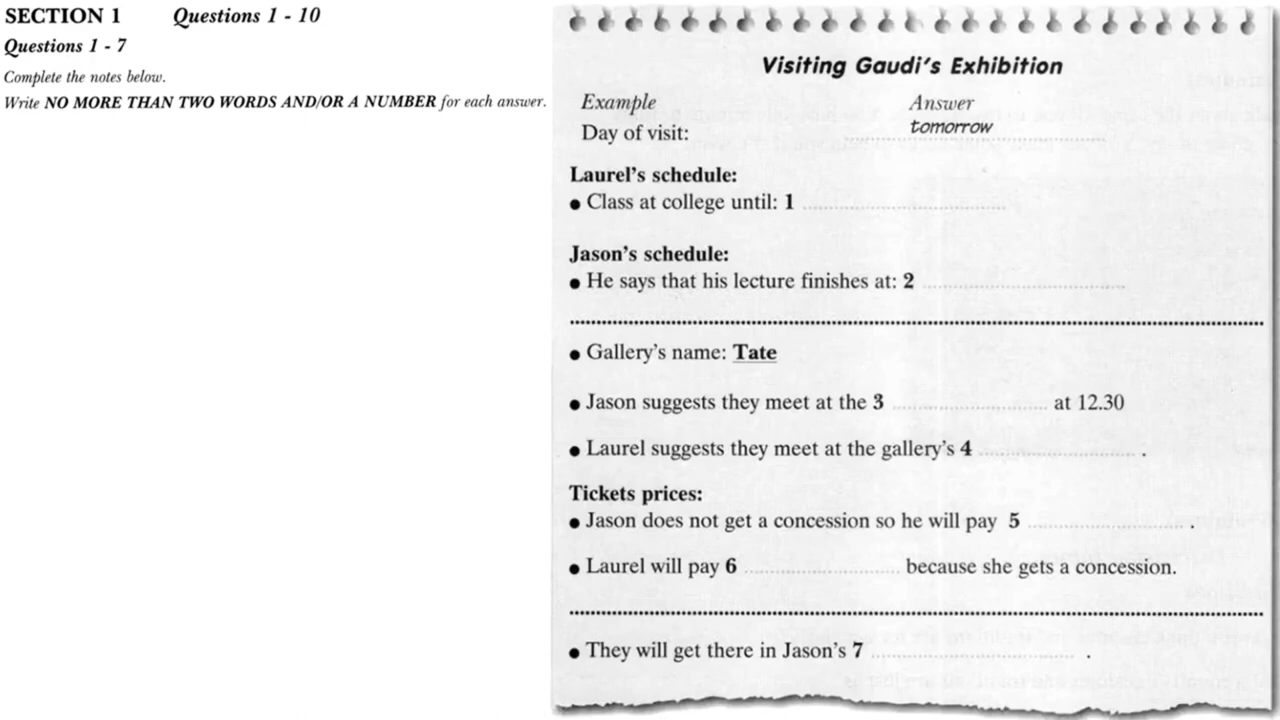 SECTION 1 Questions 1 - 10
Questions 1 - 7
Complete the notes below.
Write NO MORE THAN TWO WORDS AND/OR A NUMBER for each answer.
Visiting Gaudi's Exhibition
Example Answer
Day of visit: tomorrow
Laurel's schedule:
● Class at college until: 1
Jason's schedule:
● He says that his lecture finishes at: 2
● Gallery's name: Tate
● Jason suggests they meet at the 3 at 12.30
● Laurel suggests they meet at the gallery's 4 .
Tickets prices:
● Jason does not get a concession so he will pay 5 .
● Laurel will pay 6 because she gets a concession.
● They will get there in Jason's 7 .